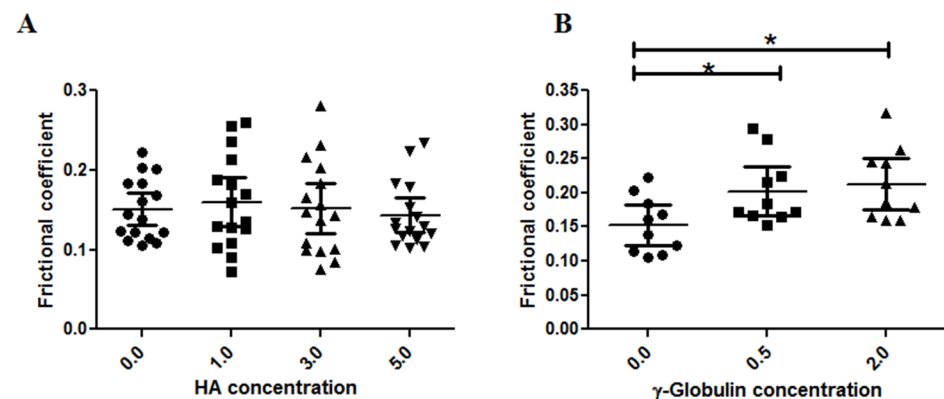 A
Frictional coefficient
0.3
0.2
0.1
0.0
0.0 1.0 3.0 5.0
HA concentration
B
* 
*
Frictional coefficient
0.35
0.30
0.25
0.20
0.15
0.10
0.05
0.00
0.0 0.5 2.0
γ-Globulin concentration